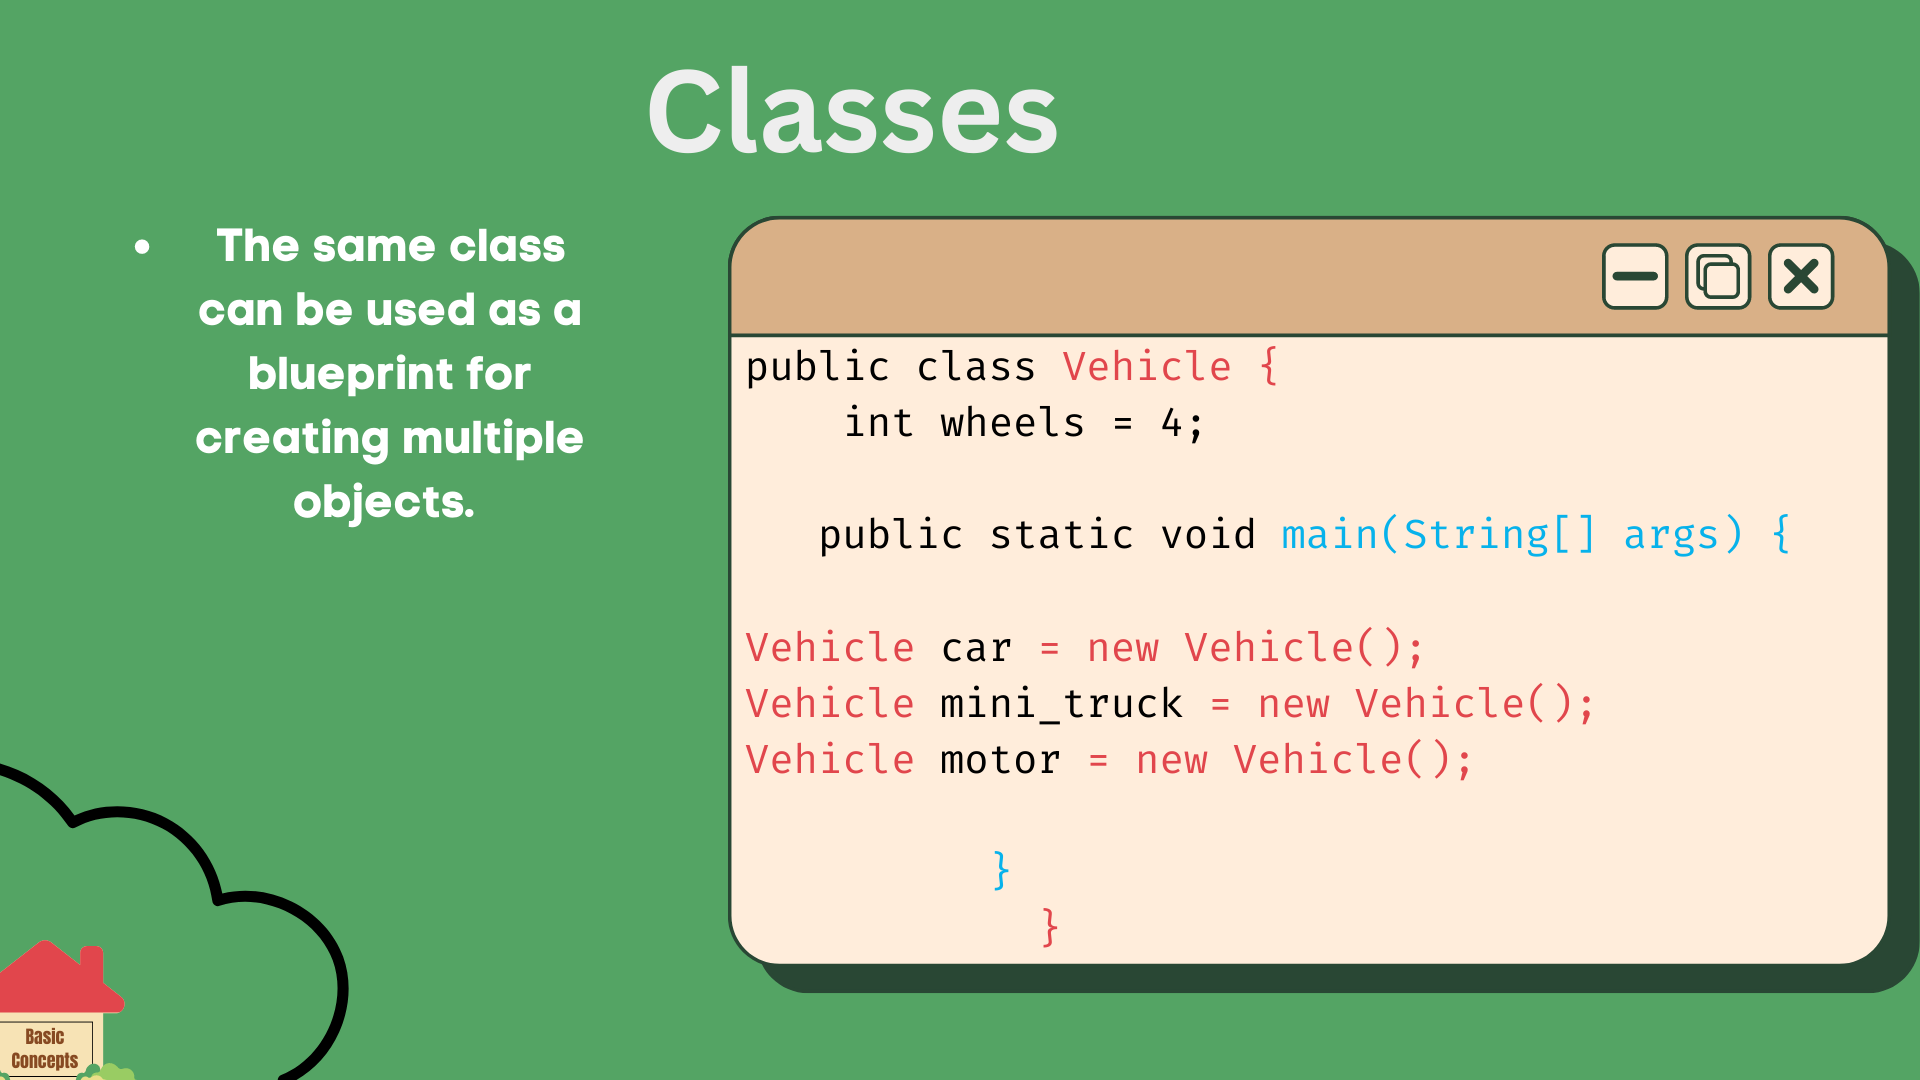 Classes
• The same class
can be used as a
blueprint for
creating multiple
objects.
public class Vehicle {
    int wheels = 4;
   public static void main(String[] args) {
Vehicle car = new Vehicle();
Vehicle mini_truck = new Vehicle();
Vehicle motor = new Vehicle();
          }
            }
Basic
Concepts